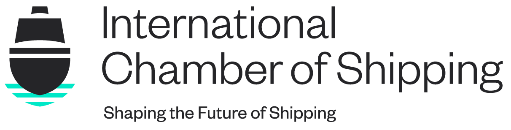 International
Chamber of Shipping
Shaping the Future of Shipping